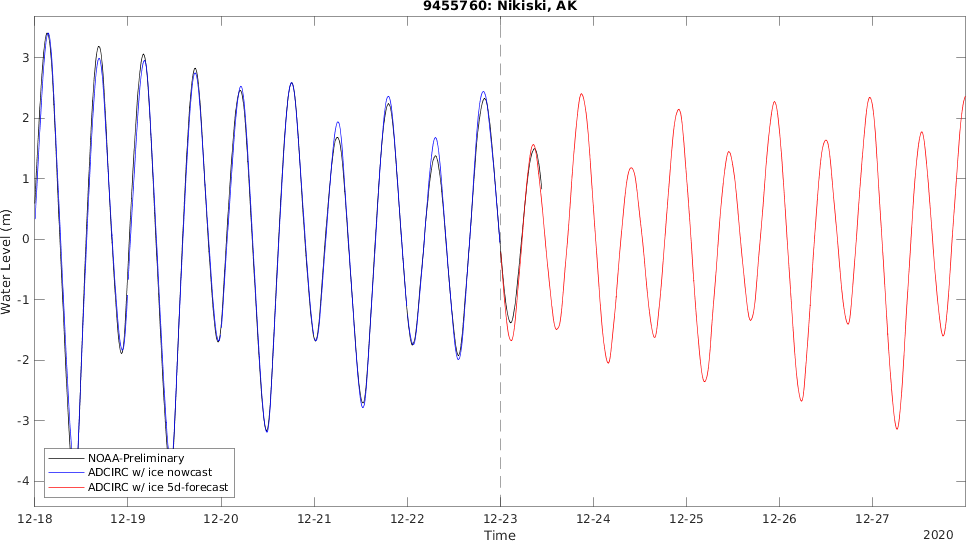 9455760: Nikiski, AK
Water Level (m)
3
2
1
0
-1
-2
-3
-4
NOAA-Preliminary
ADCIRC w/ ice nowcast
ADCIRC w/ ice 5d-forecast
12-18 12-19 12-20 12-21 12-22 12-23 12-24 12-25 12-26 12-27
Time
2020